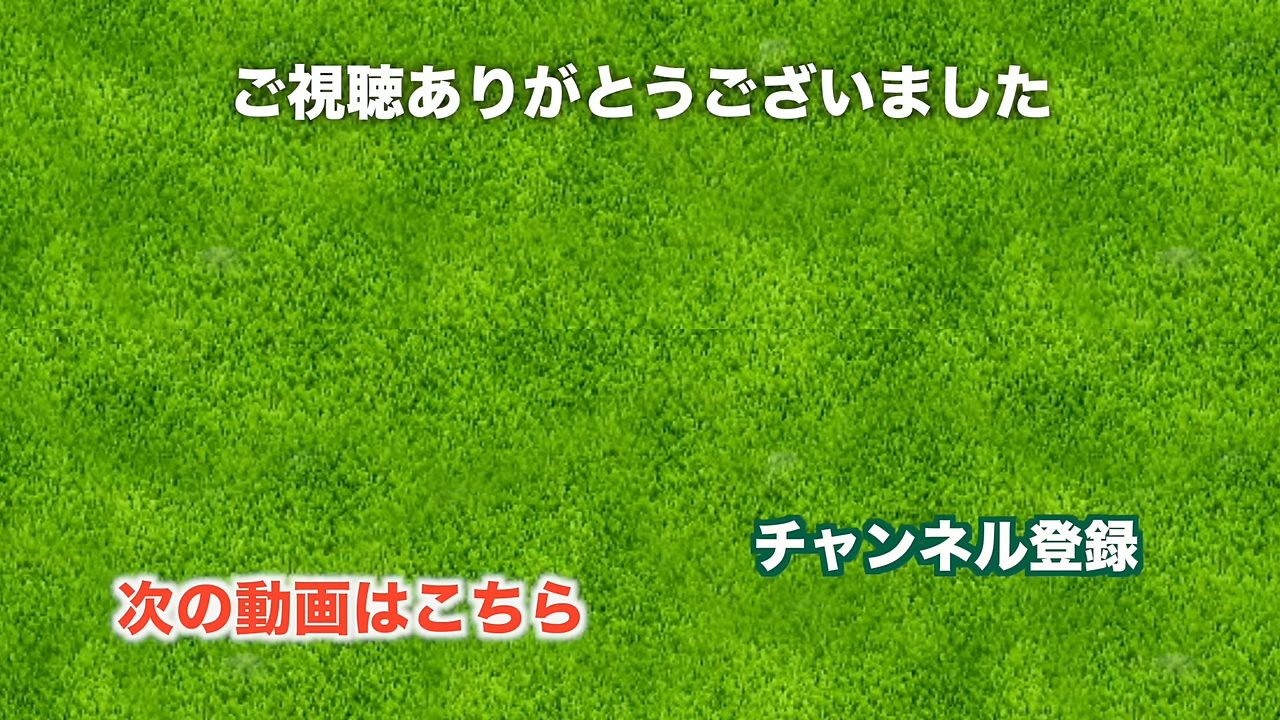 ご視聴ありがとうございました
チャンネル登録
次の動画はこちら